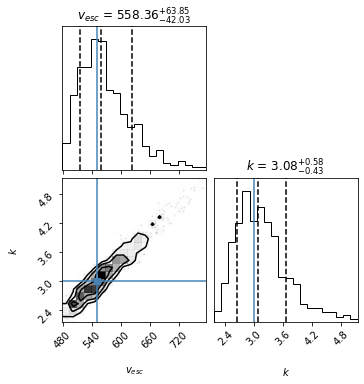 v_esc = 558.36^{+63.85}_{-42.03}
k = 3.08^{+0.58}_{-0.43}
k
4.8
4.2
3.6
3.0
2.4
480 540 600 660 720
2.4 3.0 3.6 4.2 4.8
v_esc
k